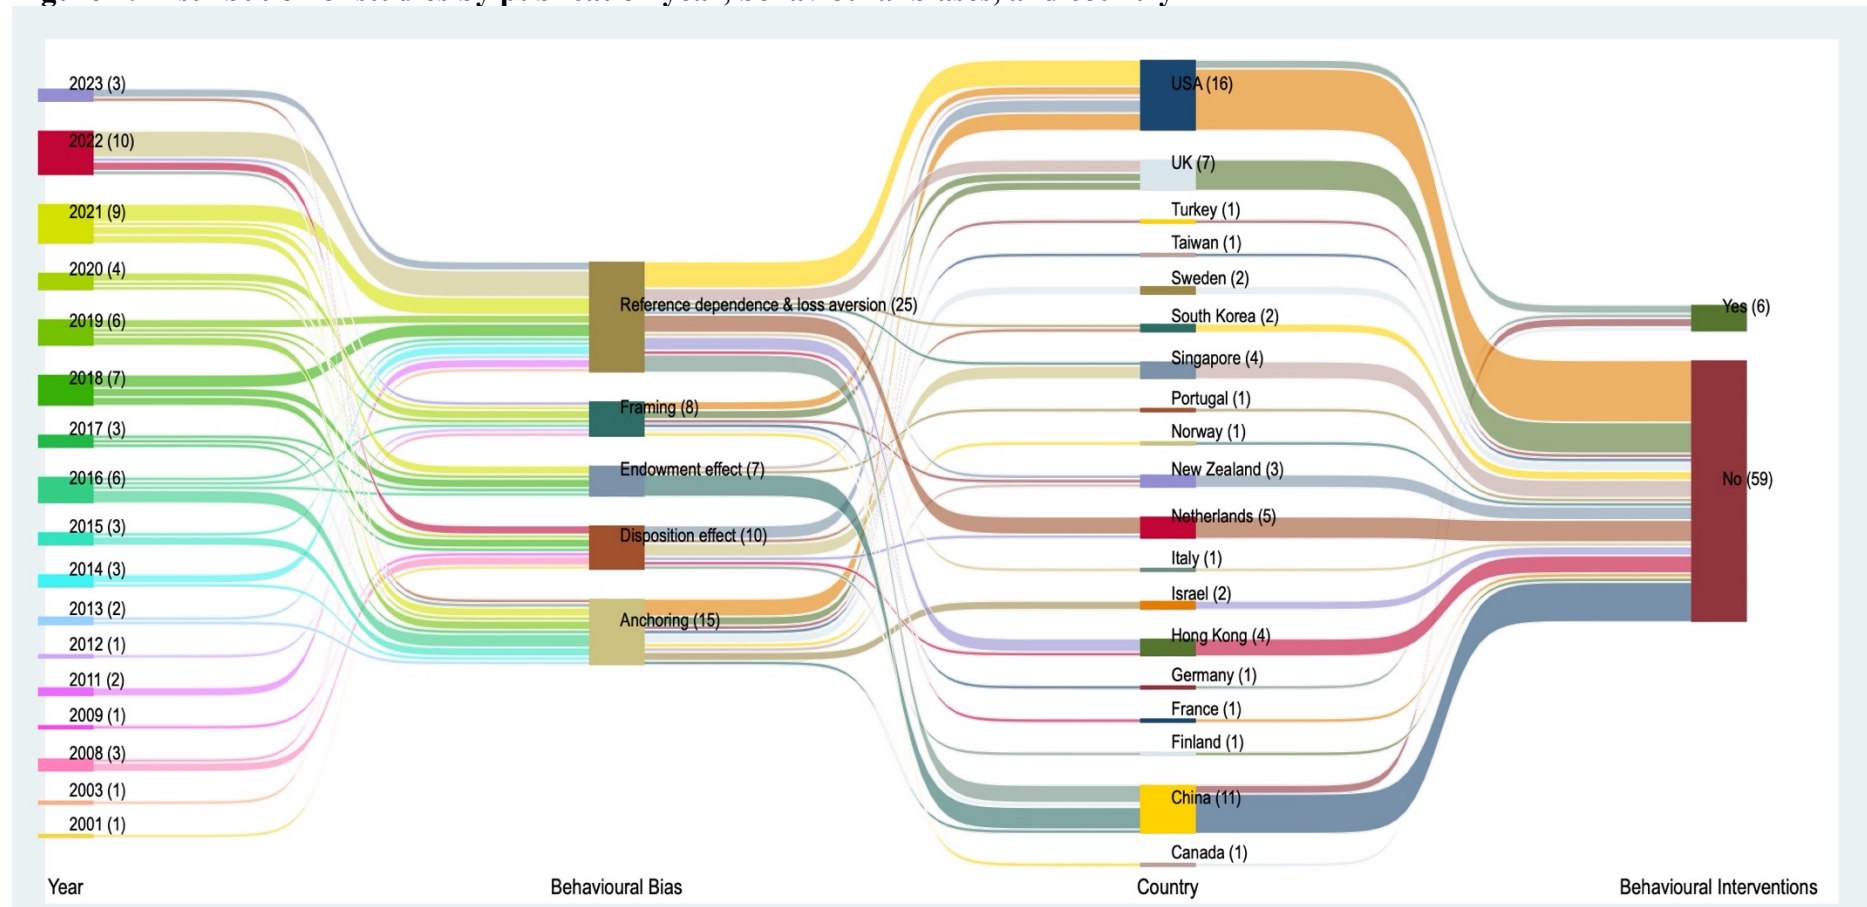 2023 (3)
2022 (10)
2021 (9)
2020 (4)
2019 (6)
2018 (7)
2017 (3)
2016 (6)
2015 (3)
2014 (3)
2013 (2)
2012 (1)
2011 (2)
2009 (1)
2008 (3)
2003 (1)
2001 (1)
Year
Reference dependence & loss aversion (25)
Framing (8)
Endowment effect (7)
Disposition effect (10)
Anchoring (15)
Behavioural Bias
USA (16)
UK (7)
Turkey (1)
Taiwan (1)
Sweden (2)
South Korea (2)
Singapore (4)
Portugal (1)
Norway (1)
New Zealand (3)
Netherlands (5)
Italy (1)
Israel (2)
Hong Kong (4)
Germany (1)
France (1)
Finland (1)
China (11)
Canada (1)
Country
Yes (6)
No (59)
Behavioural Interventions